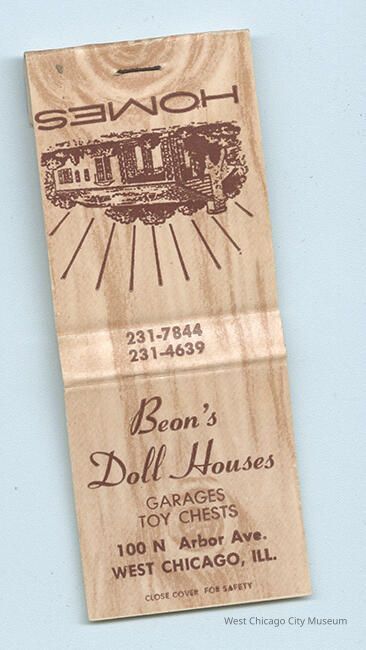 HOMES
231-7844
231-4639
Beon's
Doll Houses
GARAGES
TOY CHESTS
100 N Arbor Ave.
WEST CHICAGO, ILL.
CLOSE COVER FOR SAFETY
West Chicago City Museum